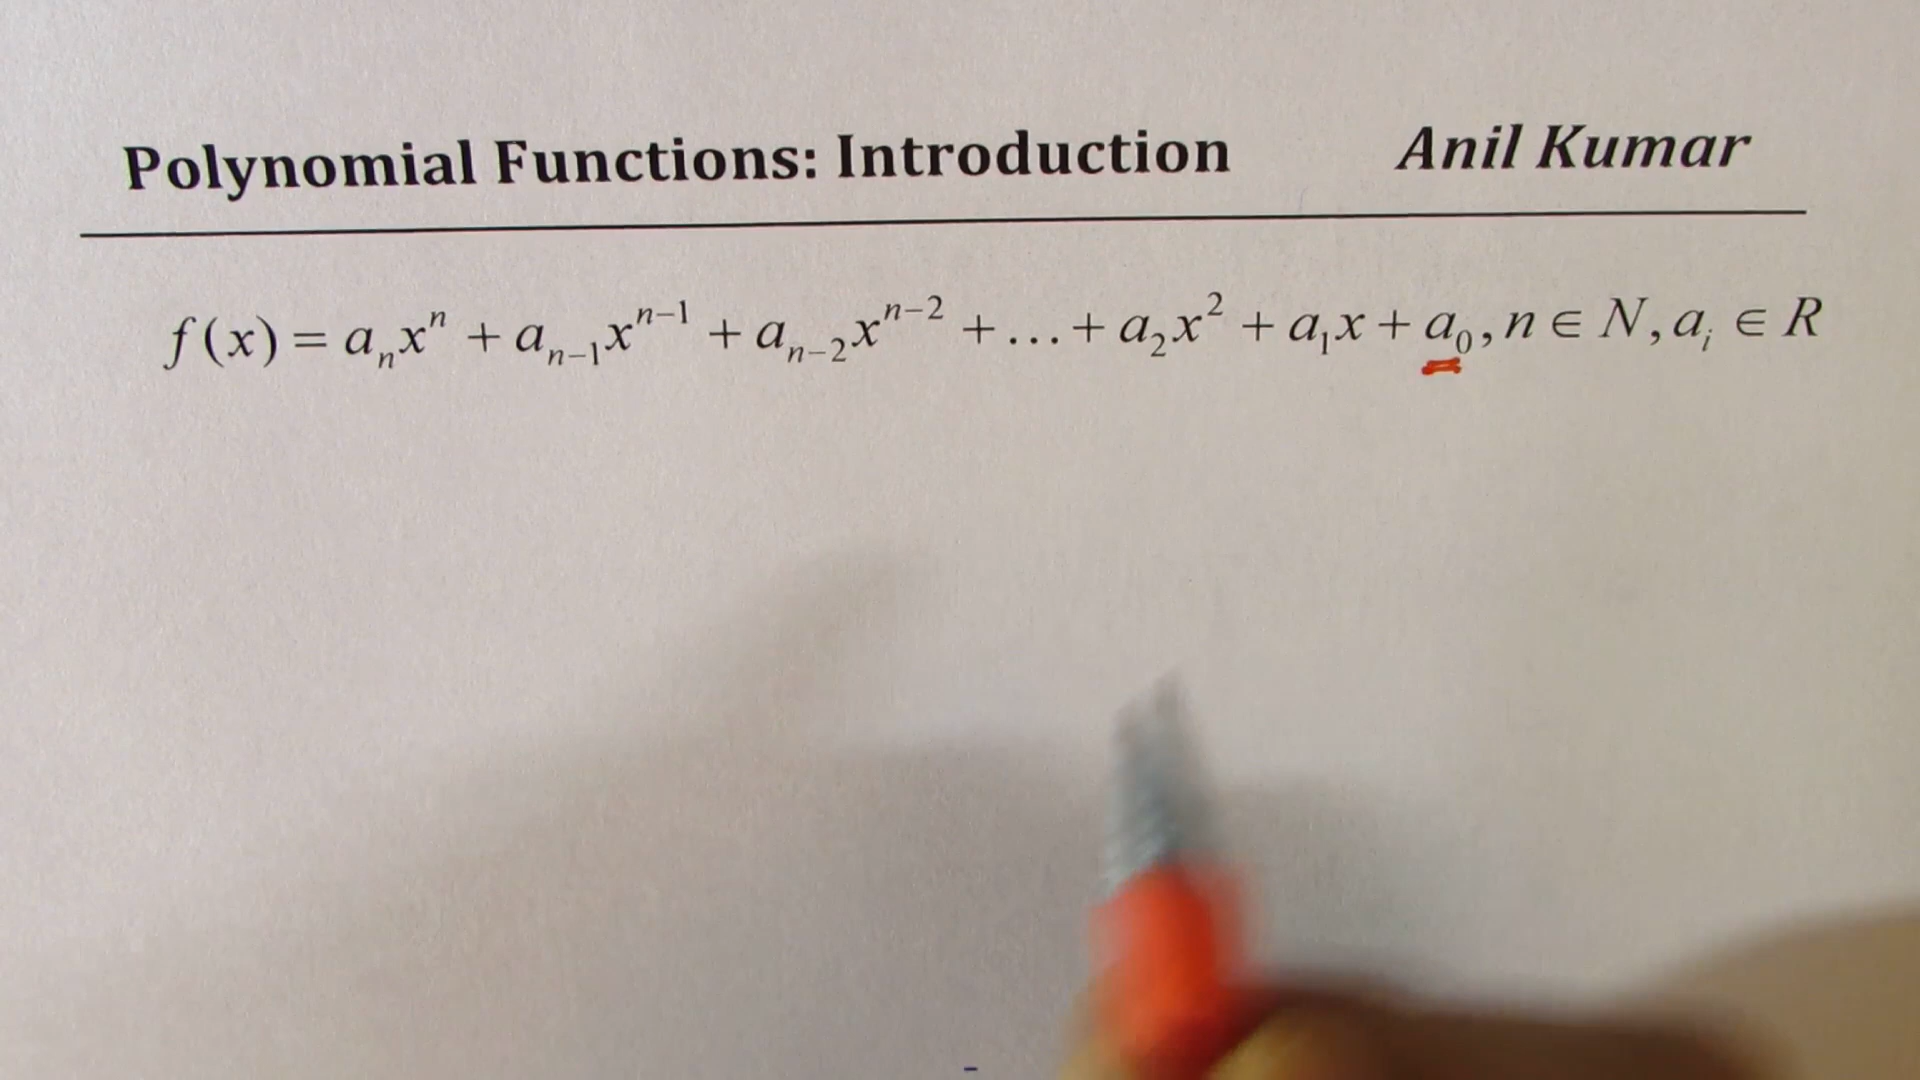 Polynomial Functions: Introduction Anil Kumar
f(x) = aₙxⁿ + aₙ₋₁xⁿ⁻¹ + aₙ₋₂xⁿ⁻² + ... + a₂x² + a₁x + a₀, n ∈ N, aᵢ ∈ R